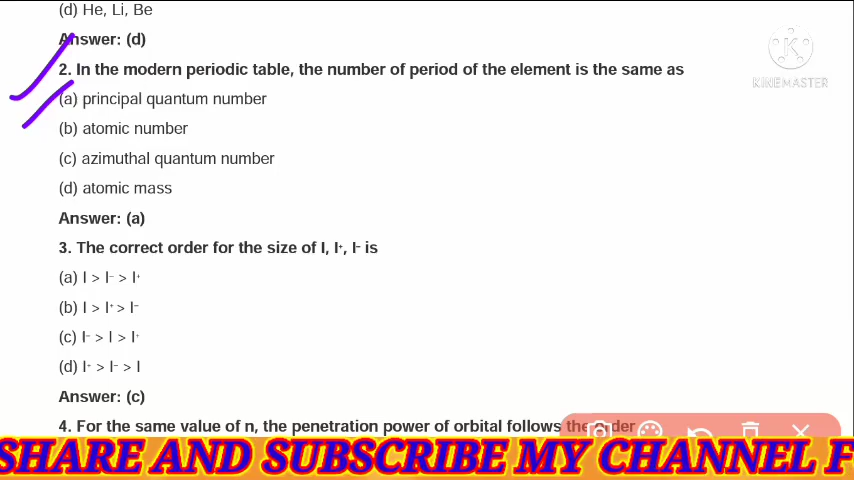 (d) He, Li, Be
Answer: (d)
2. In the modern periodic table, the number of period of the element is the same as
(a) principal quantum number
(b) atomic number
(c) azimuthal quantum number
(d) atomic mass
Answer: (a)
3. The correct order for the size of I, I⁺, I⁻ is
(a) I > I⁻ > I⁺
(b) I > I⁺ > I⁻
(c) I⁻ > I > I⁺
(d) I⁺ > I⁻ > I
Answer: (c)
4. For the same value of n, the penetration power of orbital follows the order
SHARE AND SUBSCRIBE MY CHANNEL F
K
KINEMASTER